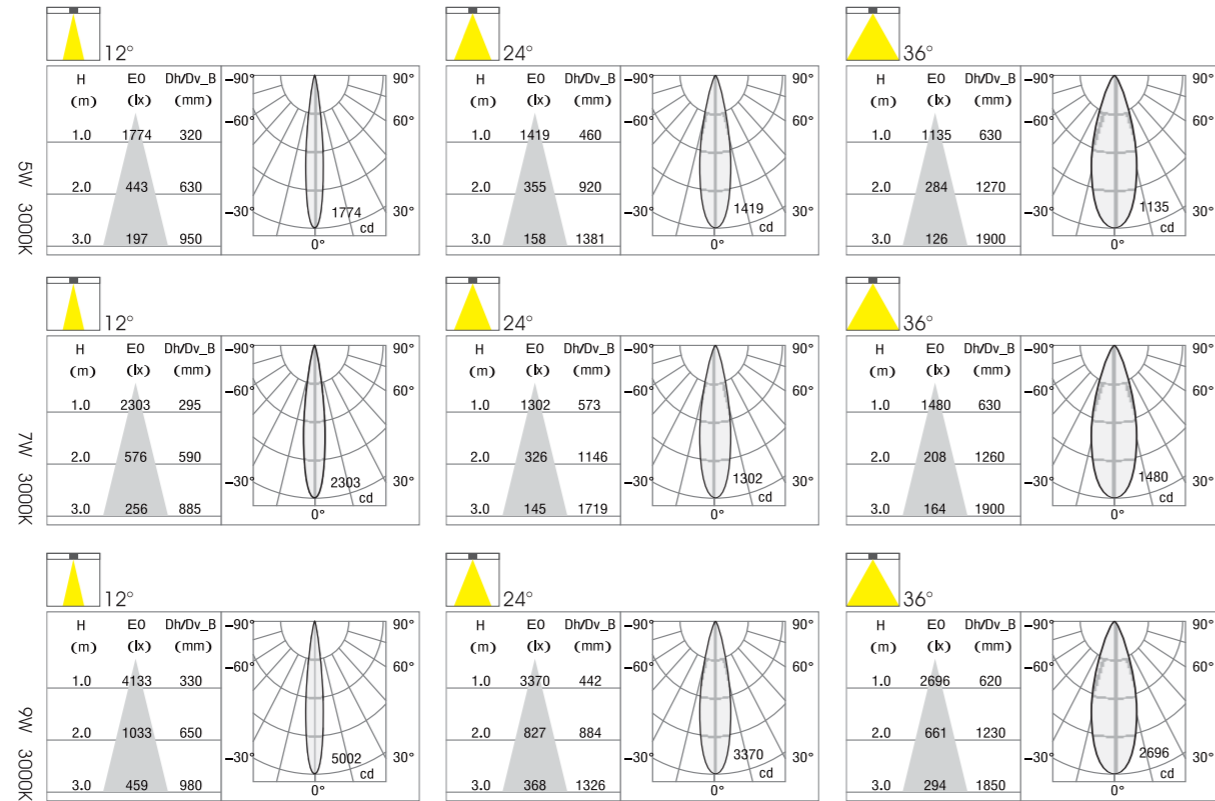 12°
H E0 Dh/Dv_B
(m) (lx) (mm)
1.0 1774 320
2.0 443 630
3.0 197 950
-90° 90°
-60° 60°
-30° 30°
1774
cd
0°
24°
H E0 Dh/Dv_B
(m) (lx) (mm)
1.0 1419 460
2.0 355 920
3.0 158 1381
-90° 90°
-60° 60°
-30° 30°
1419
cd
0°
36°
H E0 Dh/Dv_B
(m) (lx) (mm)
1.0 1135 630
2.0 284 1270
3.0 126 1900
-90° 90°
-60° 60°
-30° 30°
1135
cd
0°
5W 3000K
12°
H E0 Dh/Dv_B
(m) (lx) (mm)
1.0 2303 295
2.0 576 590
3.0 256 885
-90° 90°
-60° 60°
-30° 30°
2303
cd
0°
24°
H E0 Dh/Dv_B
(m) (lx) (mm)
1.0 1302 573
2.0 326 1146
3.0 145 1719
-90° 90°
-60° 60°
-30° 30°
1302
cd
0°
36°
H E0 Dh/Dv_B
(m) (lx) (mm)
1.0 1480 630
2.0 208 1260
3.0 164 1900
-90° 90°
-60° 60°
-30° 30°
1480
cd
0°
7W 3000K
12°
H E0 Dh/Dv_B
(m) (lx) (mm)
1.0 4133 330
2.0 1033 650
3.0 459 980
-90° 90°
-60° 60°
-30° 30°
5002
cd
0°
24°
H E0 Dh/Dv_B
(m) (lx) (mm)
1.0 3370 442
2.0 827 884
3.0 368 1326
-90° 90°
-60° 60°
-30° 30°
3370
cd
0°
36°
H E0 Dh/Dv_B
(m) (lx) (mm)
1.0 2696 620
2.0 661 1230
3.0 294 1850
-90° 90°
-60° 60°
-30° 30°
2696
cd
0°
9W 3000K